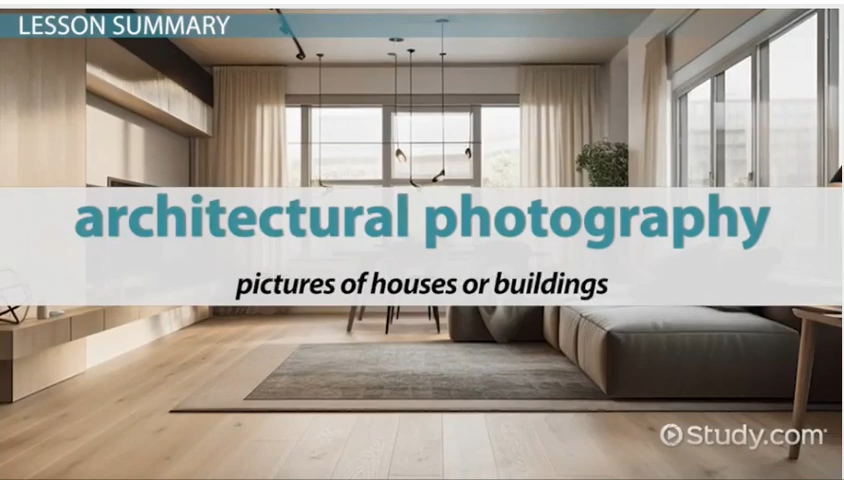 LESSON SUMMARY
architectural photography
pictures of houses or buildings
Study.com